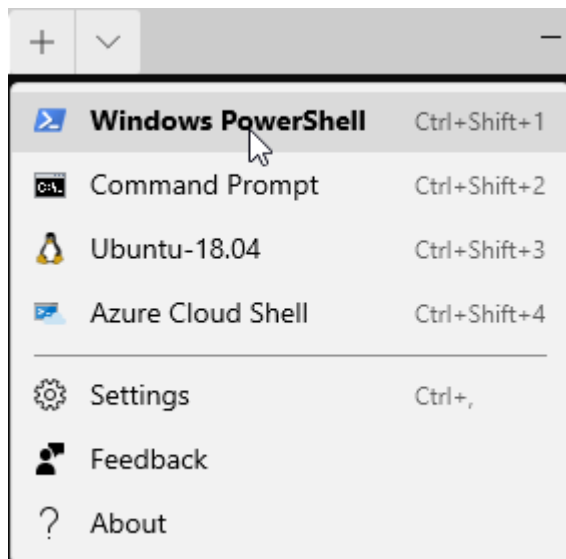 Windows PowerShell Ctrl+Shift+1
Command Prompt Ctrl+Shift+2
Ubuntu-18.04 Ctrl+Shift+3
Azure Cloud Shell Ctrl+Shift+4
Settings Ctrl+,
Feedback
About